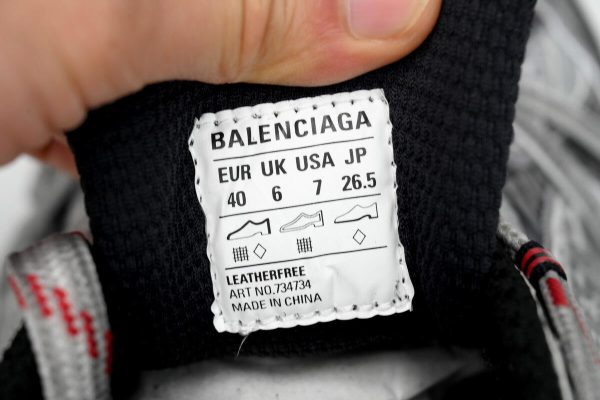 BALENCIAGA
EUR UK USA JP
40 6 7 26.5
LEATHERFREE
ART NO.734734
MADE IN CHINA